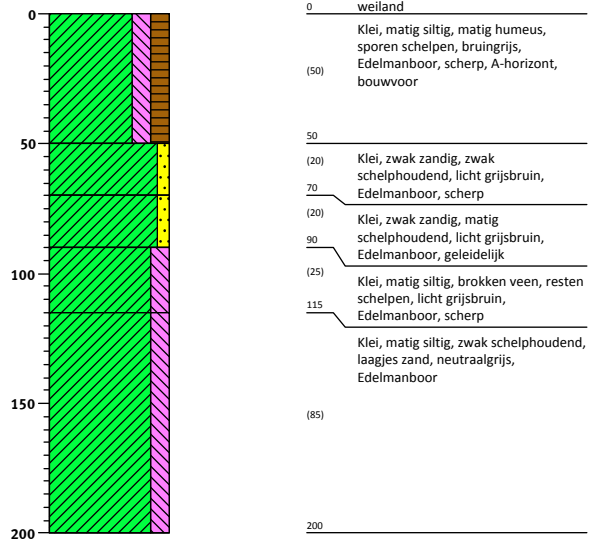 0
50
100
150
200
0 weiland
(50)
Klei, matig siltig, matig humeus,
sporen schelpen, bruingrijs,
Edelmanboor, scherp, A-horizont,
bouwvoor
50
(20)
Klei, zwak zandig, zwak
schelphoudend, licht grijsbruin,
Edelmanboor, scherp
70
(20)
Klei, zwak zandig, matig
schelphoudend, licht grijsbruin,
Edelmanboor, geleidelijk
90
(25)
Klei, matig siltig, brokken veen, resten
schelpen, licht grijsbruin,
Edelmanboor, scherp
115
Klei, matig siltig, zwak schelphoudend,
laagjes zand, neutraalgrijs,
Edelmanboor
(85)
200